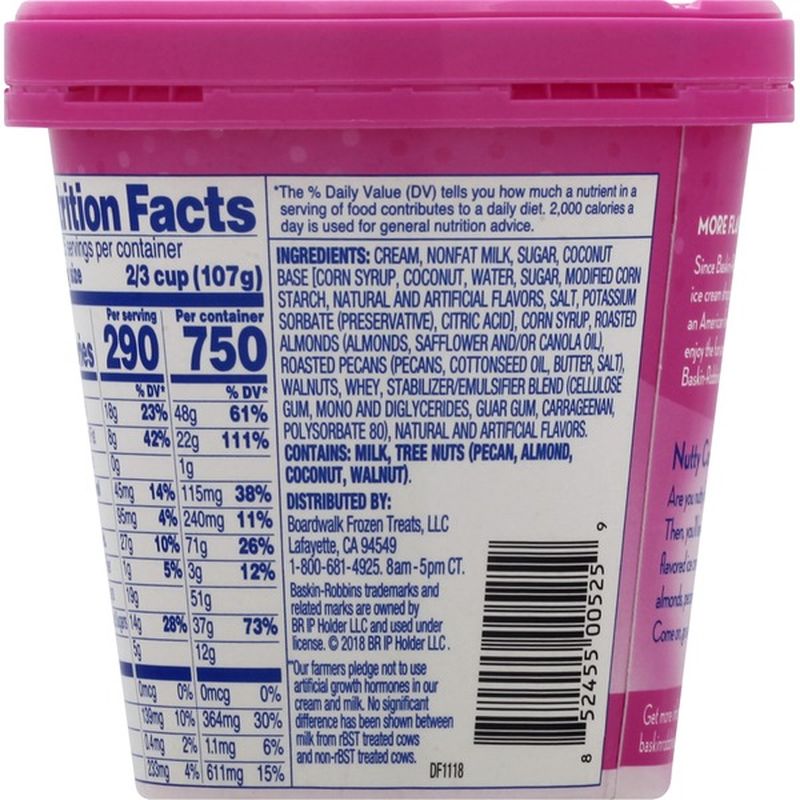 rition Facts
servings per container
size 2/3 cup (107g)
Per serving Per container
290 750
% DV* % DV*
18g 23% 48g 61%
8g 42% 22g 111%
0g 1g
45mg 14% 115mg 38%
95mg 4% 240mg 11%
27g 10% 71g 26%
1g 5% 3g 12%
19g 51g
14g 28% 37g 73%
5g 12g
0mcg 0% 0mcg 0%
139mg 10% 364mg 30%
0.4mg 2% 1.1mg 6%
233mg 4% 611mg 15%
*The % Daily Value (DV) tells you how much a nutrient in a
serving of food contributes to a daily diet. 2,000 calories a
day is used for general nutrition advice.
INGREDIENTS: CREAM, NONFAT MILK, SUGAR, COCONUT
BASE [CORN SYRUP, COCONUT, WATER, SUGAR, MODIFIED CORN
STARCH, NATURAL AND ARTIFICIAL FLAVORS, SALT, POTASSIUM
SORBATE (PRESERVATIVE), CITRIC ACID], CORN SYRUP, ROASTED
ALMONDS (ALMONDS, SAFFLOWER AND/OR CANOLA OIL),
ROASTED PECANS (PECANS, COTTONSEED OIL, BUTTER, SALT),
WALNUTS, WHEY, STABILIZER/EMULSIFIER BLEND (CELLULOSE
GUM, MONO AND DIGLYCERIDES, GUAR GUM, CARRAGEENAN,
POLYSORBATE 80), NATURAL AND ARTIFICIAL FLAVORS.
CONTAINS: MILK, TREE NUTS (PECAN, ALMOND,
COCONUT, WALNUT).
DISTRIBUTED BY:
Boardwalk Frozen Treats, LLC
Lafayette, CA 94549
1-800-681-4925. 8am-5pm CT.
Baskin-Robbins trademarks and
related marks are owned by
BR IP Holder LLC and used under
license. © 2018 BR IP Holder LLC.
**Our farmers pledge not to use
artificial growth hormones in our
cream and milk. No significant
difference has been shown between
milk from rBST treated cows
and non-rBST treated cows.
DF1118
8 52455 00525 9
MORE FLA
Since Baskin-R
ice cream sho
an American
enjoy the fan
Baskin-Robb
Nutty Co
Are you nutty
Then, you'll
flavored ice
almonds, pec
Come on, g
Get more
baskinrobb